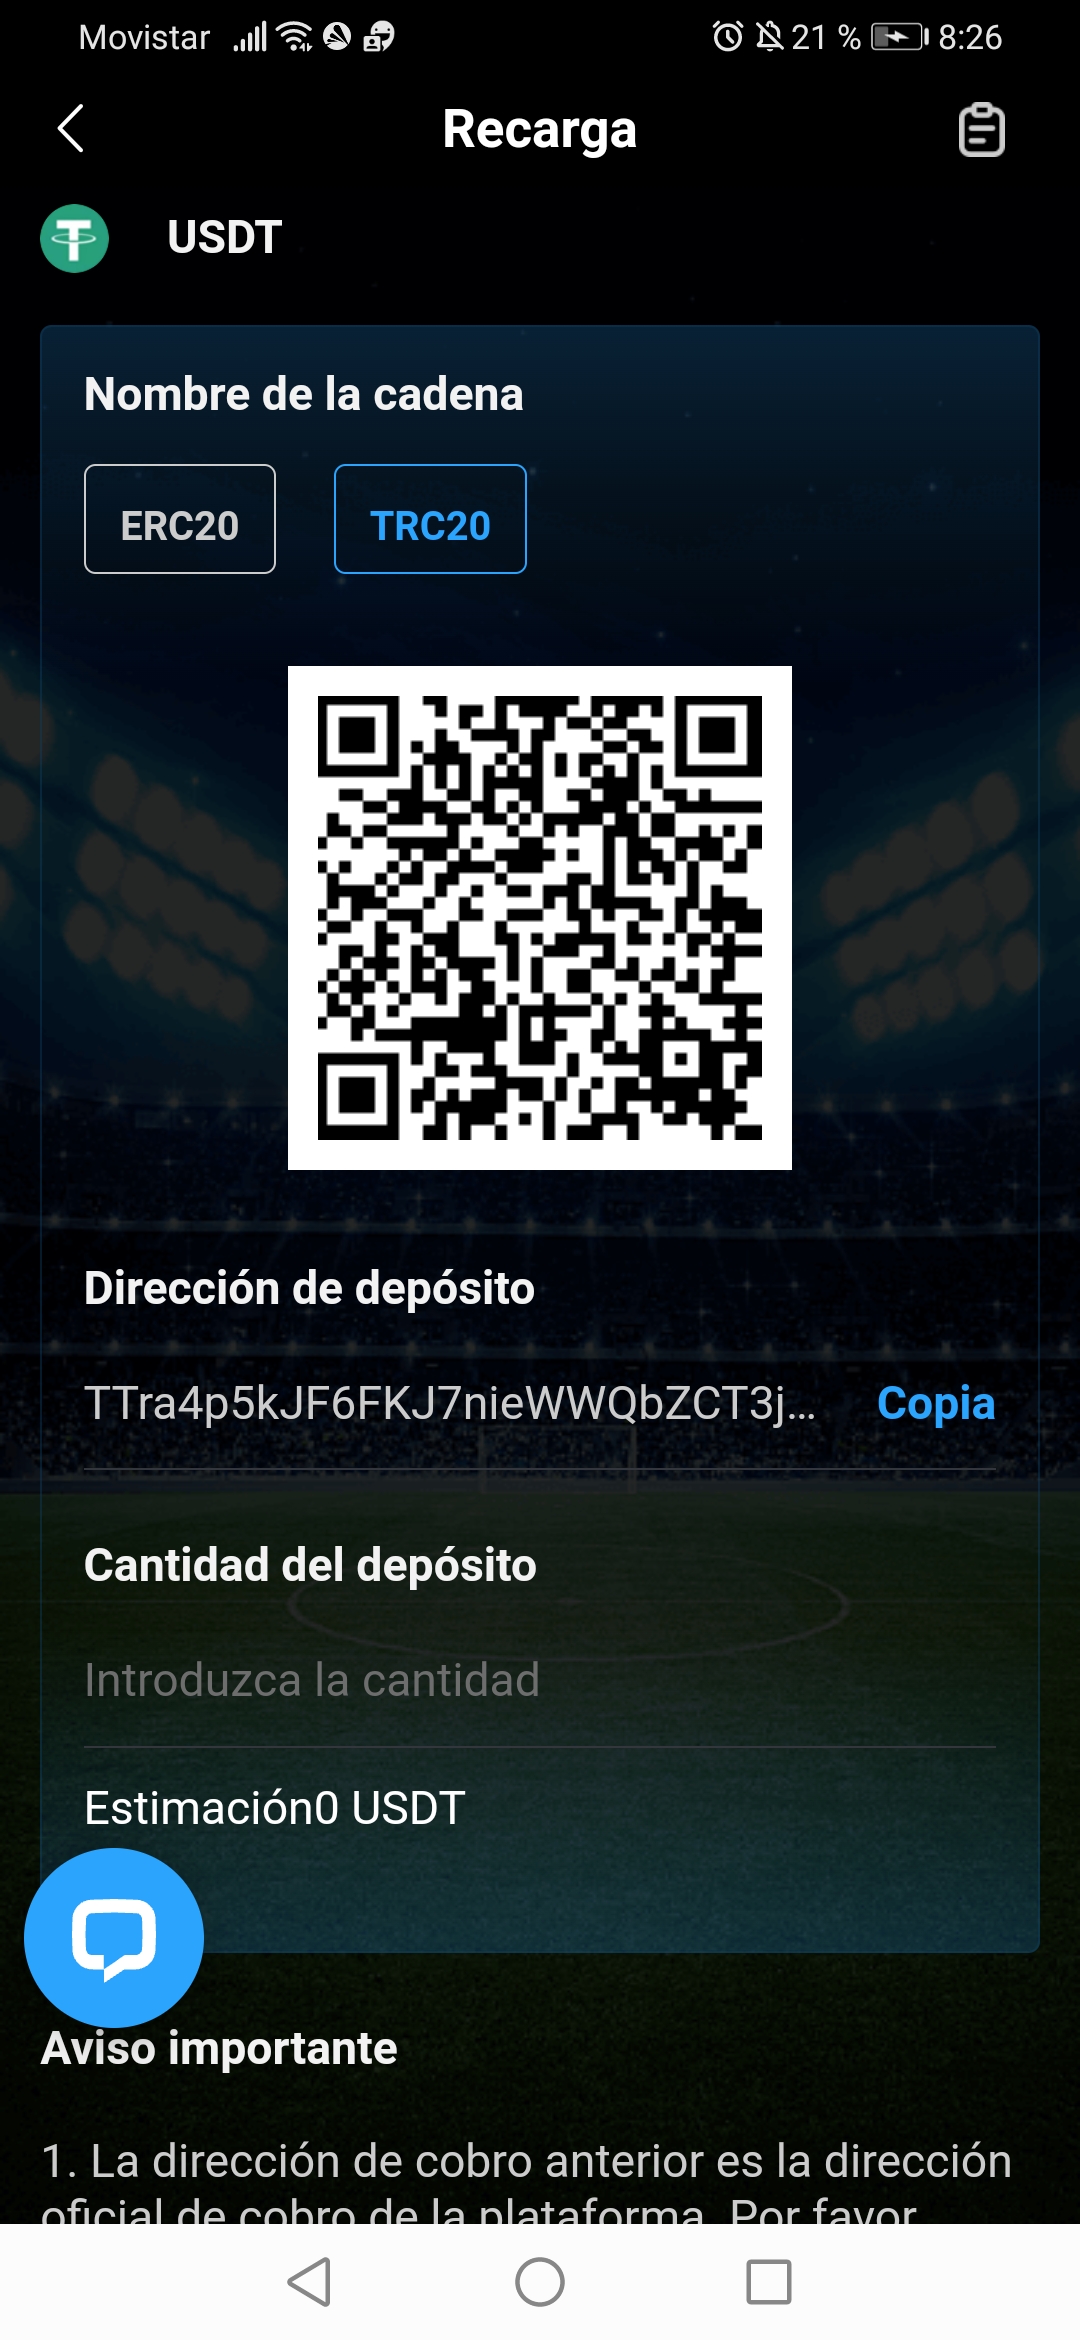 Movistar 21 % 8:26
Recarga
USDT
Nombre de la cadena
ERC20 TRC20
Dirección de depósito
TTra4p5kJF6FKJ7nieWWQbZCT3j... Copia
Cantidad del depósito
Introduzca la cantidad
Estimación0 USDT
Aviso importante
1. La dirección de cobro anterior es la dirección
oficial de cobro de la plataforma. Por favor